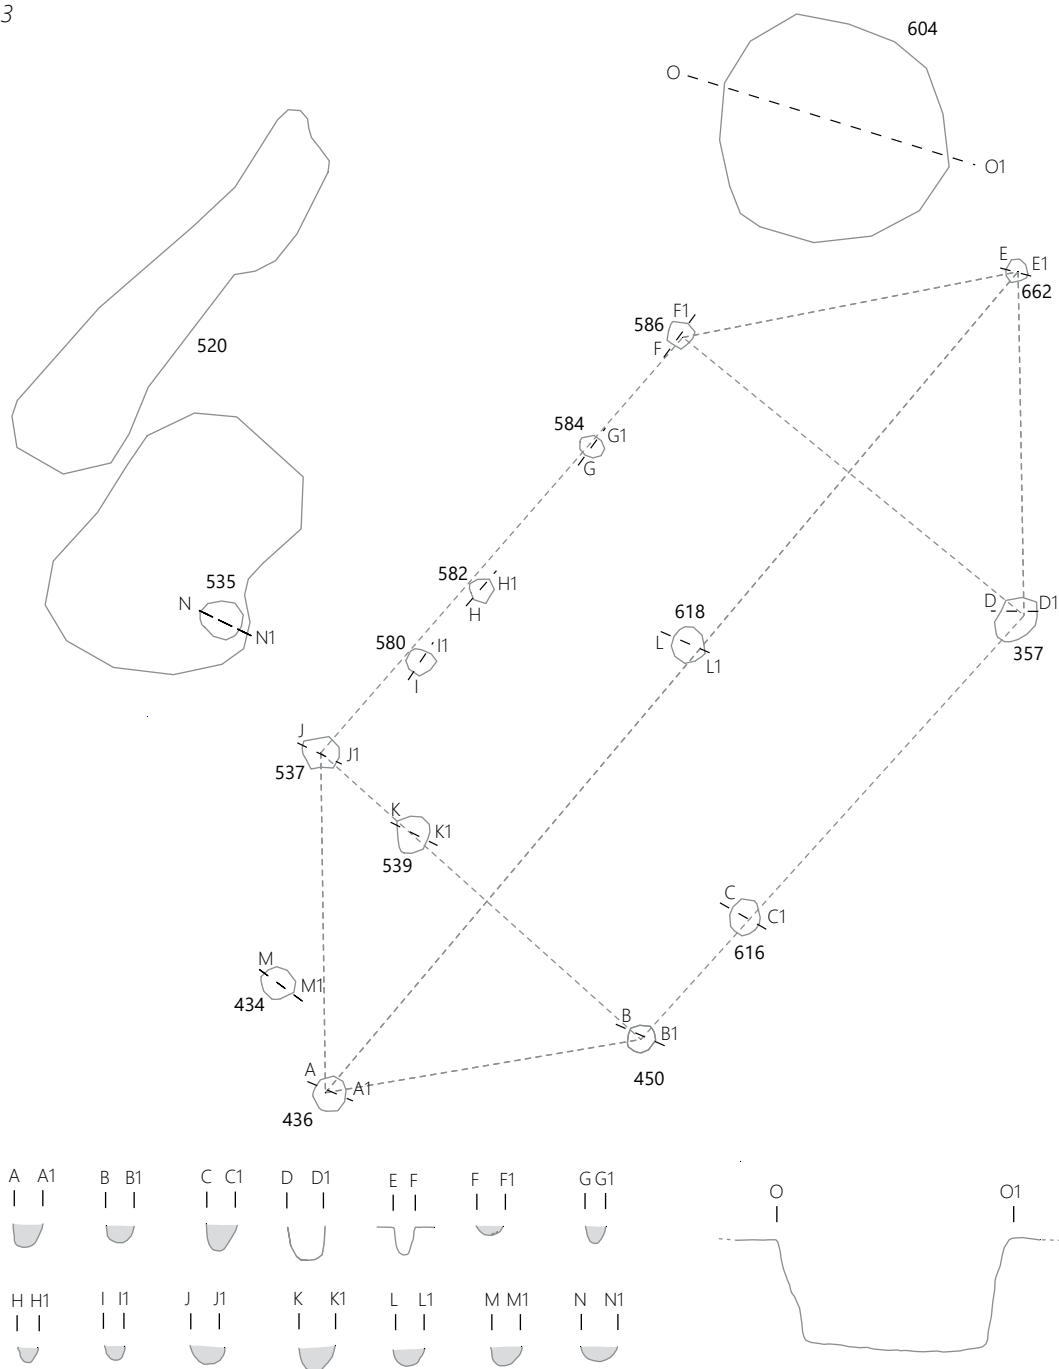 3
604
O
O1
E
E1
662
F1
586
F
520
584
G1
G
582
H1
H
535
N
N1
618
580
I1
I
L
L1
D
D1
357
J
J1
537
K
K1
539
C
C1
616
M
M1
434
B
B1
450
A
A1
436
A A1 B B1 C C1 D D1 E F F F1 G G1
O O1
H H1 I I1 J J1 K K1 L L1 M M1 N N1